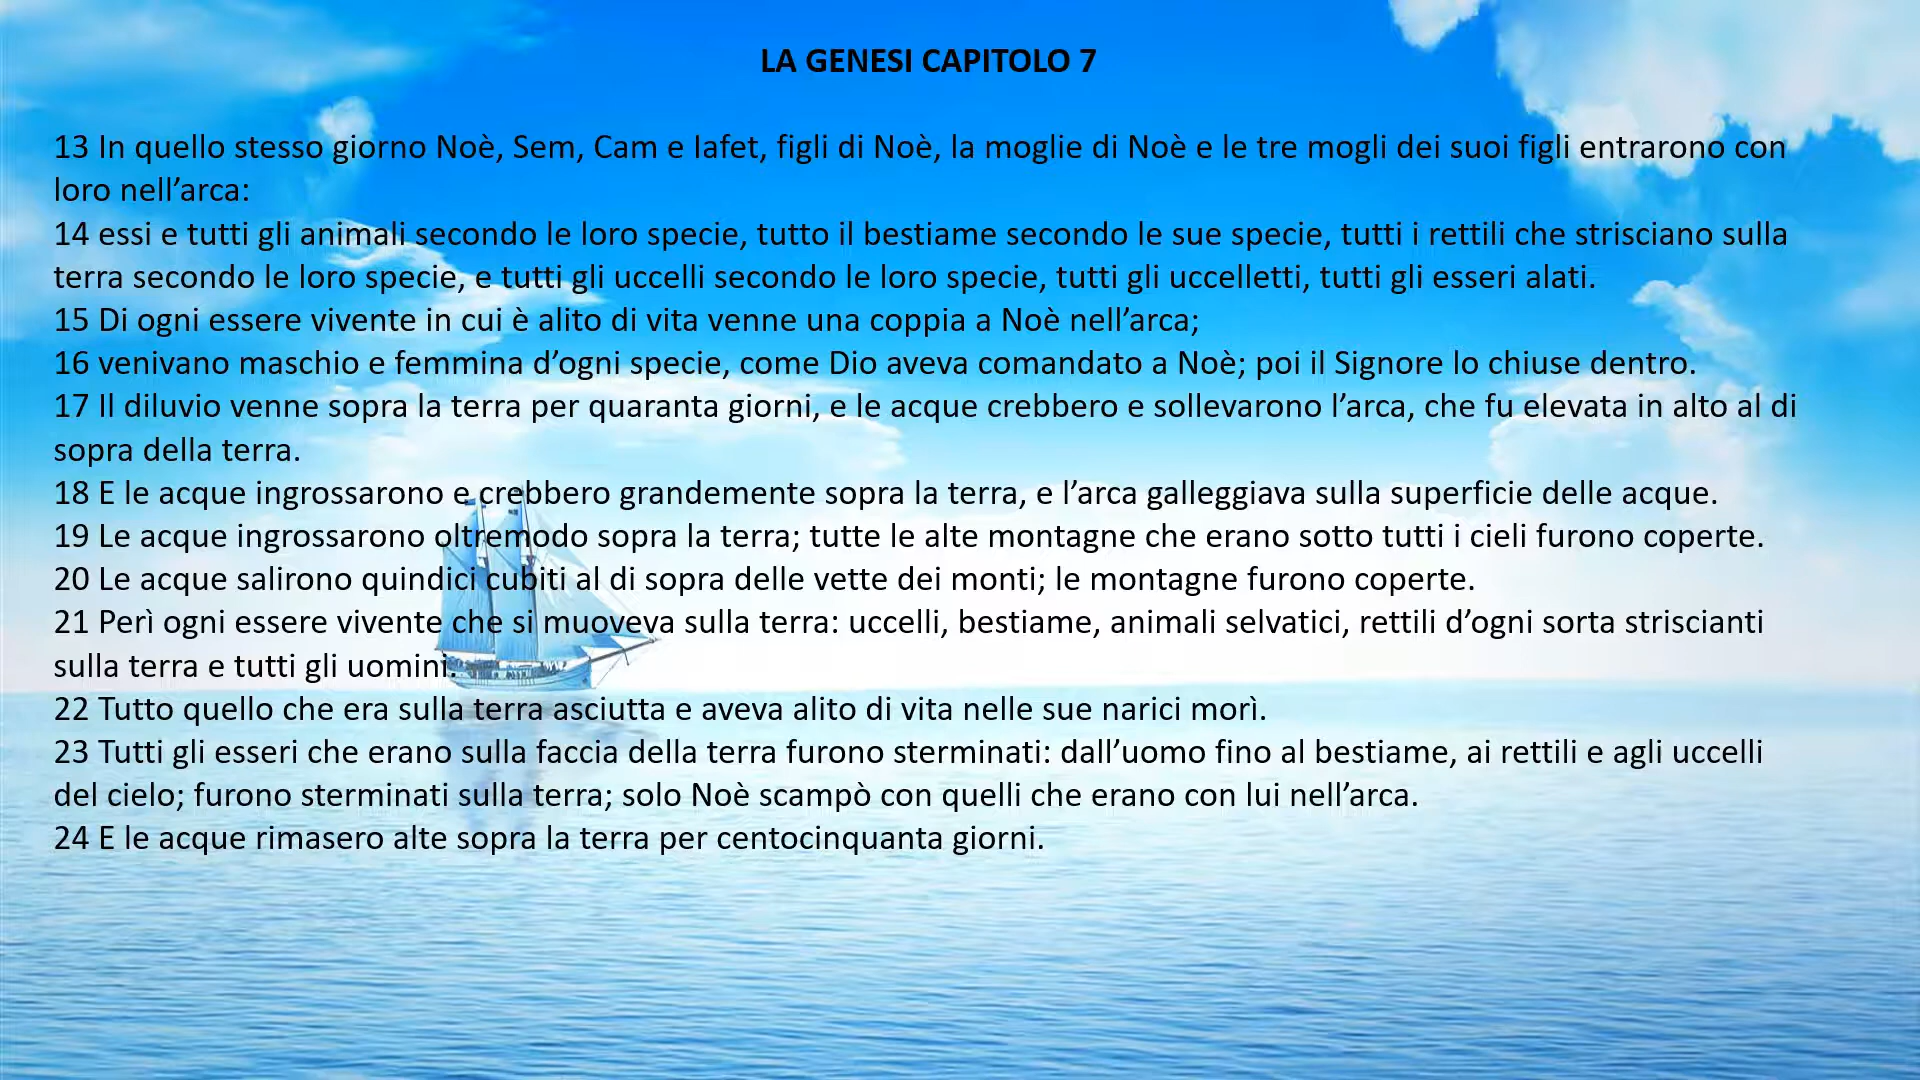 LA GENESI CAPITOLO 7
13 In quello stesso giorno Noè, Sem, Cam e Iafet, figli di Noè, la moglie di Noè e le tre mogli dei suoi figli entrarono con
loro nell’arca:
14 essi e tutti gli animali secondo le loro specie, tutto il bestiame secondo le sue specie, tutti i rettili che strisciano sulla
terra secondo le loro specie, e tutti gli uccelli secondo le loro specie, tutti gli uccelletti, tutti gli esseri alati.
15 Di ogni essere vivente in cui è alito di vita venne una coppia a Noè nell’arca;
16 venivano maschio e femmina d’ogni specie, come Dio aveva comandato a Noè; poi il Signore lo chiuse dentro.
17 Il diluvio venne sopra la terra per quaranta giorni, e le acque crebbero e sollevarono l’arca, che fu elevata in alto al di
sopra della terra.
18 E le acque ingrossarono e crebbero grandemente sopra la terra, e l’arca galleggiava sulla superficie delle acque.
19 Le acque ingrossarono oltremodo sopra la terra; tutte le alte montagne che erano sotto tutti i cieli furono coperte.
20 Le acque salirono quindici cubiti al di sopra delle vette dei monti; le montagne furono coperte.
21 Perì ogni essere vivente che si muoveva sulla terra: uccelli, bestiame, animali selvatici, rettili d’ogni sorta striscianti
sulla terra e tutti gli uomini.
22 Tutto quello che era sulla terra asciutta e aveva alito di vita nelle sue narici morì.
23 Tutti gli esseri che erano sulla faccia della terra furono sterminati: dall’uomo fino al bestiame, ai rettili e agli uccelli
del cielo; furono sterminati sulla terra; solo Noè scampò con quelli che erano con lui nell’arca.
24 E le acque rimasero alte sopra la terra per centocinquanta giorni.